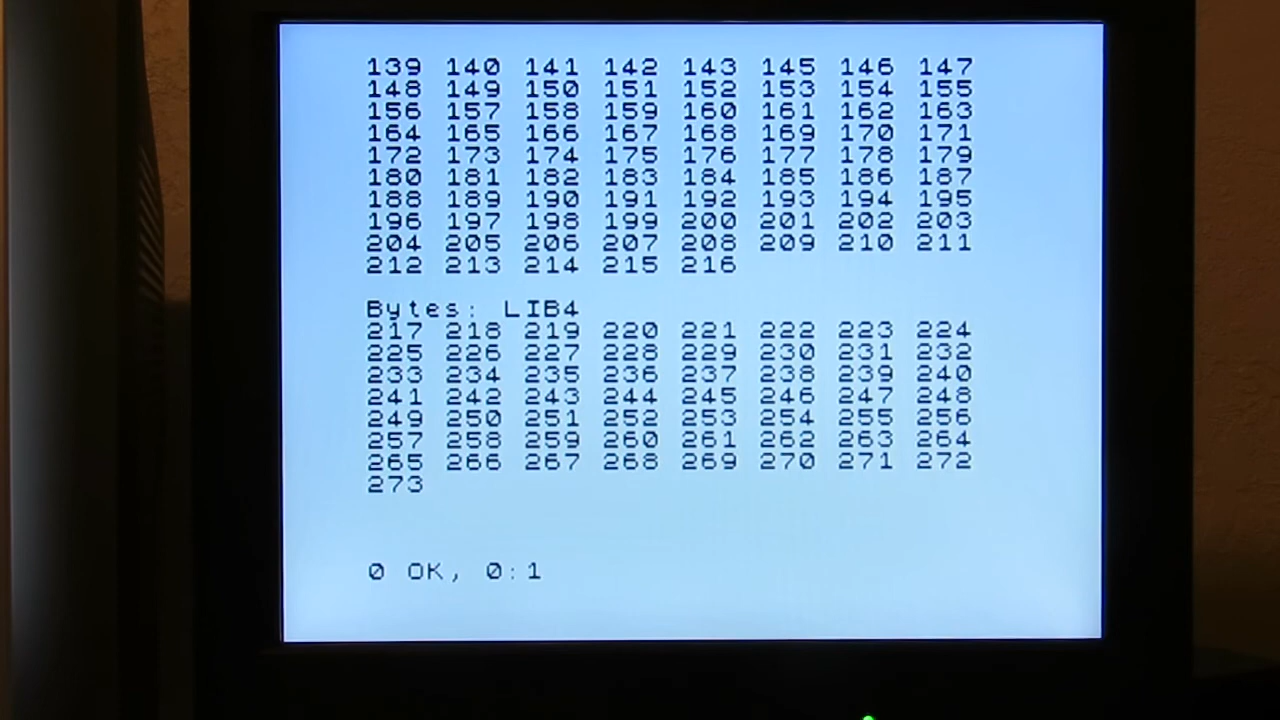 139 140 141 142 143 145 146 147
148 149 150 151 152 153 154 155
156 157 158 159 160 161 162 163
164 165 166 167 168 169 170 171
172 173 174 175 176 177 178 179
180 181 182 183 184 185 186 187
188 189 190 191 192 193 194 195
196 197 198 199 200 201 202 203
204 205 206 207 208 209 210 211
212 213 214 215 216
Bytes: LIB4
217 218 219 220 221 222 223 224
225 226 227 228 229 230 231 232
233 234 235 236 237 238 239 240
241 242 243 244 245 246 247 248
249 250 251 252 253 254 255 256
257 258 259 260 261 262 263 264
265 266 267 268 269 270 271 272
273
0 OK, 0:1